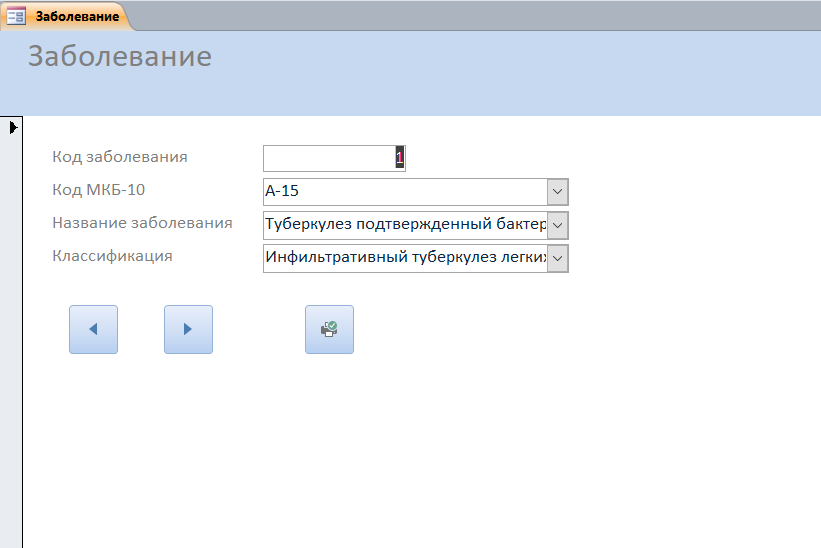 Заболевание
Заболевание
Код заболевания 1
Код МКБ-10 А-15
Название заболевания Туберкулез подтвержденный бактер
Классификация Инфильтративный туберкулез легких